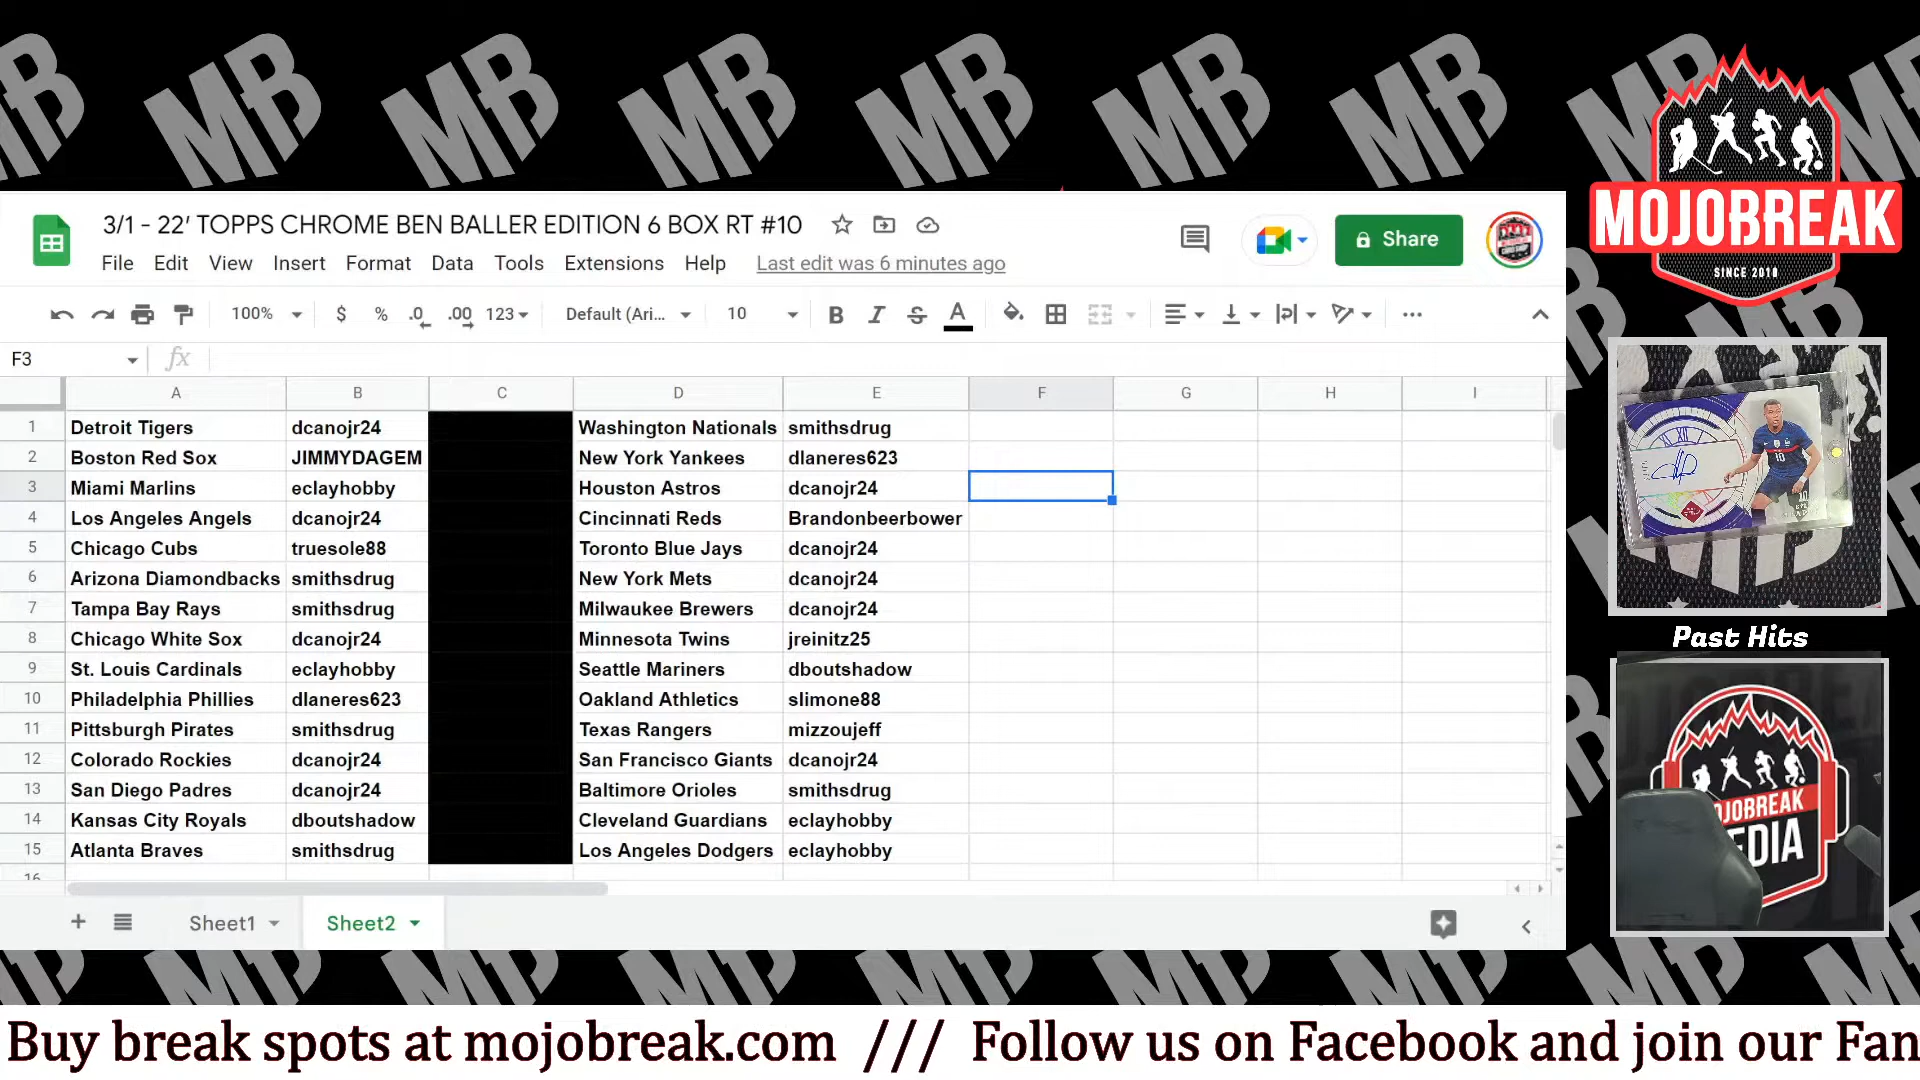 3/1 - 22′ TOPPS CHROME BEN BALLER EDITION 6 BOX RT #10
File Edit View Insert Format Data Tools Extensions Help Last edit was 6 minutes ago
Share
100% $ % .0 .00 123 Default (Ari... 10 B I S A
F3 fx
A B C D E F G H I
1 Detroit Tigers dcanojr24 Washington Nationals smithsdrug
2 Boston Red Sox JIMMYDAGEM New York Yankees dlaneres623
3 Miami Marlins eclayhobby Houston Astros dcanojr24
4 Los Angeles Angels dcanojr24 Cincinnati Reds Brandonbeerbower
5 Chicago Cubs truesole88 Toronto Blue Jays dcanojr24
6 Arizona Diamondbacks smithsdrug New York Mets dcanojr24
7 Tampa Bay Rays smithsdrug Milwaukee Brewers dcanojr24
8 Chicago White Sox dcanojr24 Minnesota Twins jreinitz25
9 St. Louis Cardinals eclayhobby Seattle Mariners dboutshadow
10 Philadelphia Phillies dlaneres623 Oakland Athletics slimone88
11 Pittsburgh Pirates smithsdrug Texas Rangers mizzoujeff
12 Colorado Rockies dcanojr24 San Francisco Giants dcanojr24
13 San Diego Padres dcanojr24 Baltimore Orioles smithsdrug
14 Kansas City Royals dboutshadow Cleveland Guardians eclayhobby
15 Atlanta Braves smithsdrug Los Angeles Dodgers eclayhobby
16
Sheet1 Sheet2
MOJOBREAK
SINCE 2018
Past Hits
MOJOBREAK
Buy break spots at mojobreak.com /// Follow us on Facebook and join our Fan